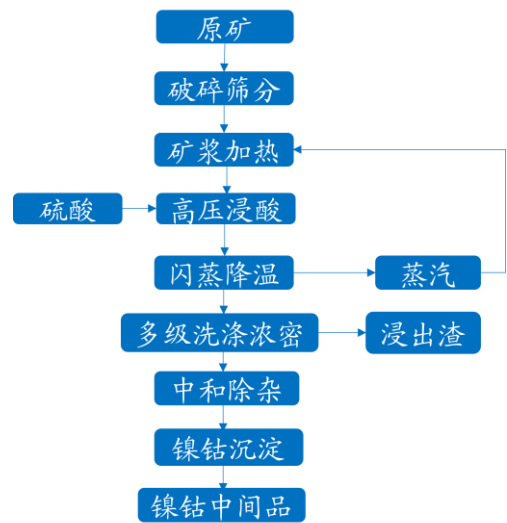 原矿
破碎筛分
矿浆加热
硫酸
高压浸酸
闪蒸降温
蒸汽
多级洗涤浓密
浸出渣
中和除杂
镍钴沉淀
镍钴中间品